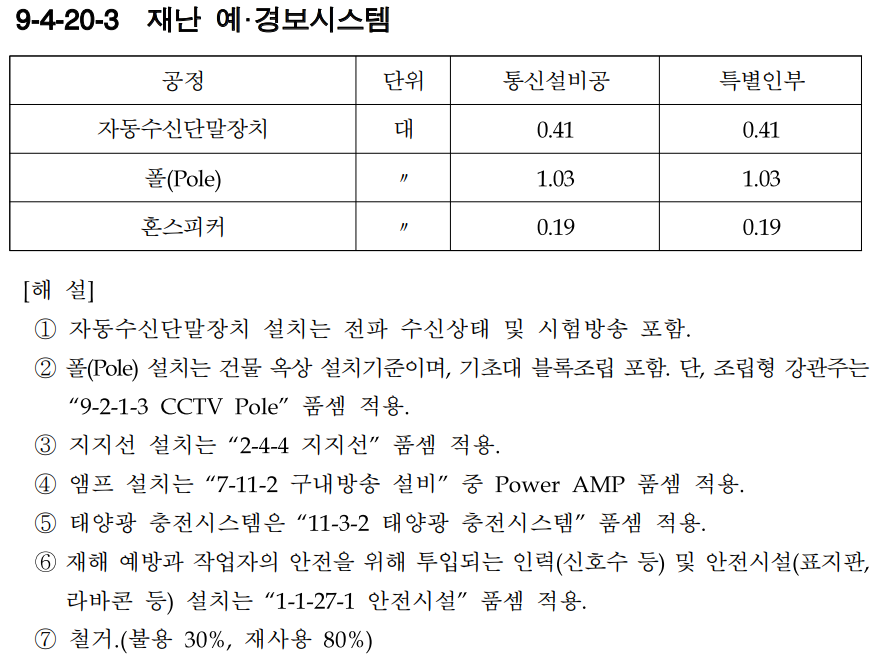 9-4-20-3 재난 예·경보시스템
공정 단위 통신설비공 특별인부
자동수신단말장치 대 0.41 0.41
폴(Pole) 〃 1.03 1.03
혼스피커 〃 0.19 0.19
[해 설]
① 자동수신단말장치 설치는 전파 수신상태 및 시험방송 포함.
② 폴(Pole) 설치는 건물 옥상 설치기준이며, 기초대 블록조립 포함. 단, 조립형 강관주는
“9-2-1-3 CCTV Pole” 품셈 적용.
③ 지지선 설치는 “2-4-4 지지선” 품셈 적용.
④ 앰프 설치는 “7-11-2 구내방송 설비” 중 Power AMP 품셈 적용.
⑤ 태양광 충전시스템은 “11-3-2 태양광 충전시스템” 품셈 적용.
⑥ 재해 예방과 작업자의 안전을 위해 투입되는 인력(신호수 등) 및 안전시설(표지판,
라바콘 등) 설치는 “1-1-27-1 안전시설” 품셈 적용.
⑦ 철거.(불용 30%, 재사용 80%)